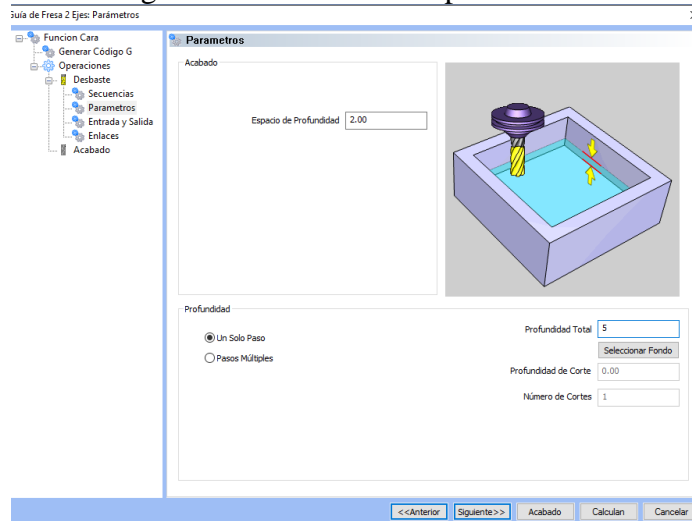 Guía de Fresa 2 Ejes: Parámetros
Funcion Cara
Generar Código G
Operaciones
Desbaste
Secuencias
Parametros
Entrada y Salida
Enlaces
Acabado
Parametros
Acabado
Espacio de Profundidad 2.00
Profundidad
Un Solo Paso
Pasos Múltiples
Profundidad Total 5
Seleccionar Fondo
Profundidad de Corte 0.00
Número de Cortes 1
<<Anterior Siguiente>> Acabado Calculan Cancelar